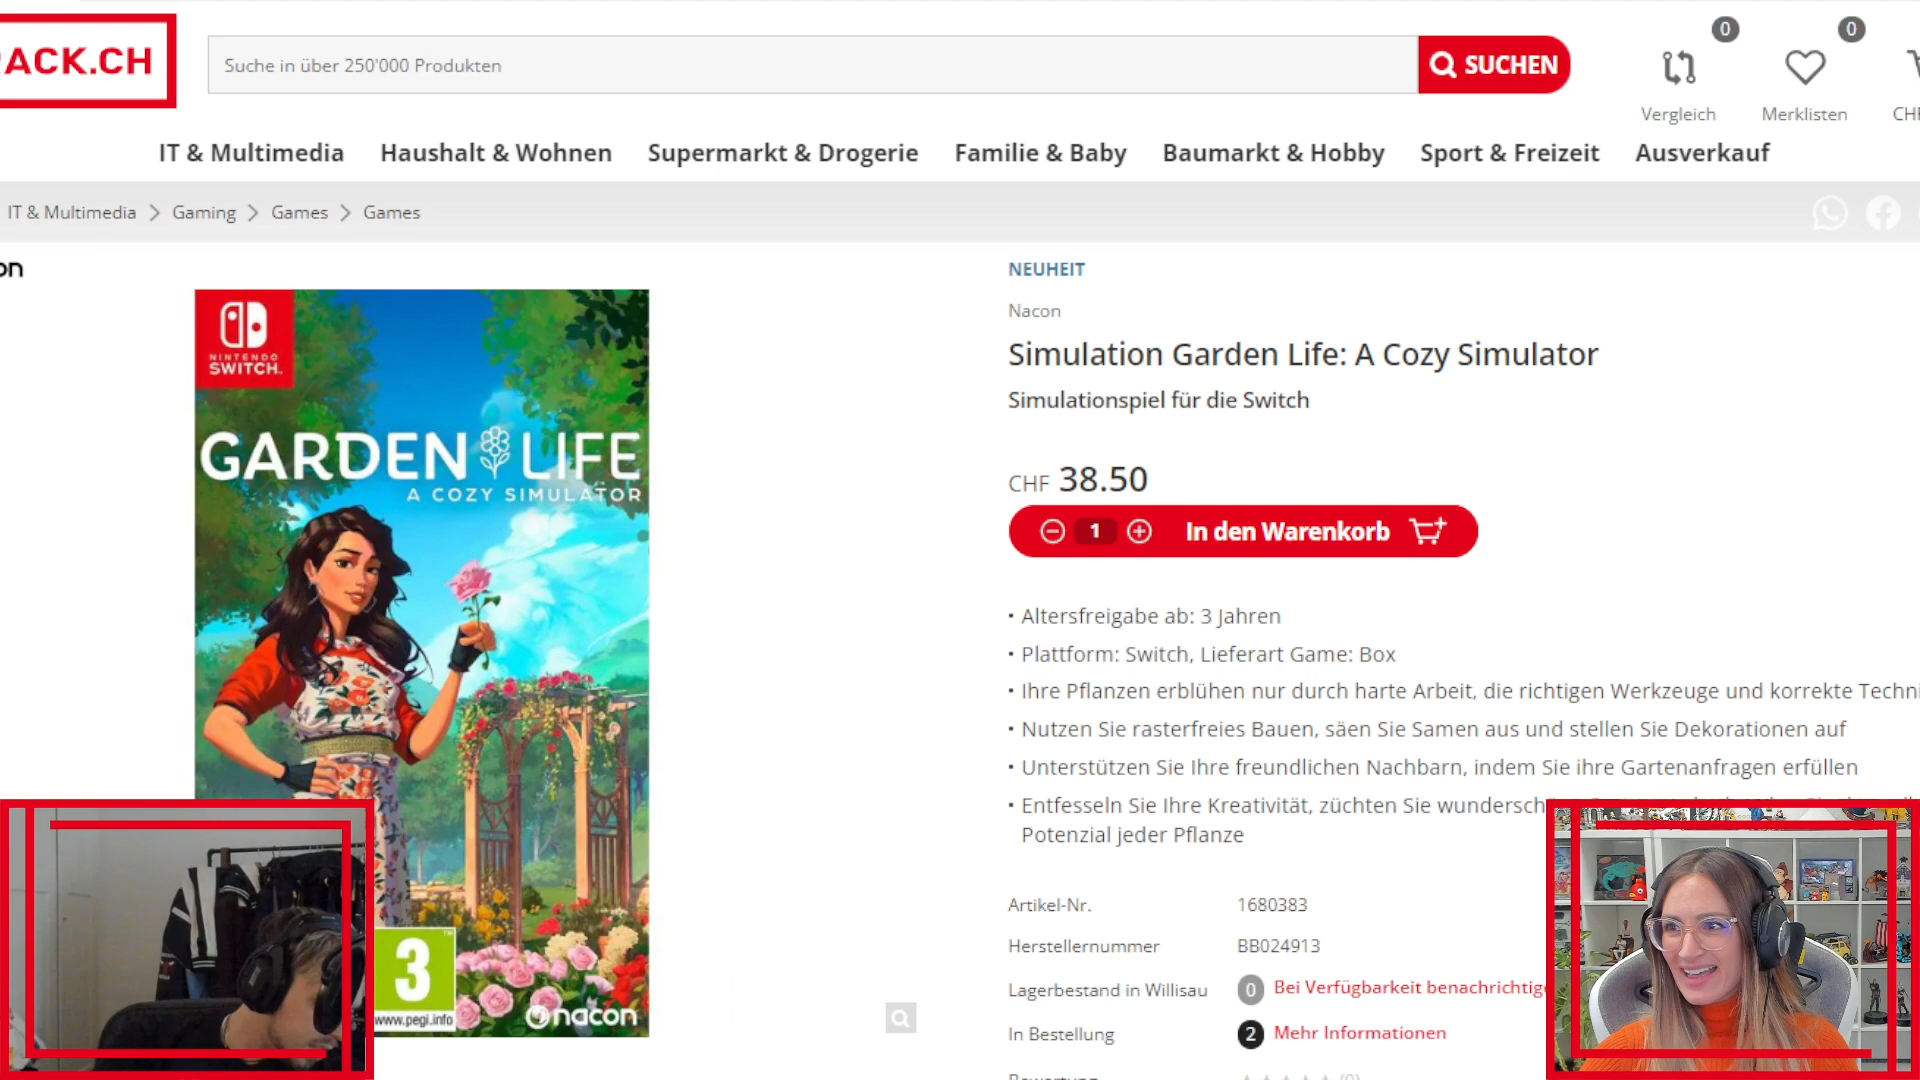 ACK.CH
Suche in über 250'000 Produkten
SUCHEN
0
0
Vergleich
Merklisten
IT & Multimedia
Haushalt & Wohnen
Supermarkt & Drogerie
Familie & Baby
Baumarkt & Hobby
Sport & Freizeit
Ausverkauf
IT & Multimedia
Gaming
Games
Games
on
NINTENDO
SWITCH
GARDEN LIFE
A COZY SIMULATOR
3
www.pegi.info
nacon
NEUHEIT
Nacon
Simulation Garden Life: A Cozy Simulator
Simulationspiel für die Switch
CHF 38.50
1 In den Warenkorb
• Altersfreigabe ab: 3 Jahren
• Plattform: Switch, Lieferart Game: Box
• Ihre Pflanzen erblühen nur durch harte Arbeit, die richtigen Werkzeuge und korrekte Techni
• Nutzen Sie rasterfreies Bauen, säen Sie Samen aus und stellen Sie Dekorationen auf
• Unterstützen Sie Ihre freundlichen Nachbarn, indem Sie ihre Gartenanfragen erfüllen
• Entfesseln Sie Ihre Kreativität, züchten Sie wundersch
Potenzial jeder Pflanze
Artikel-Nr. 1680383
Herstellernummer BB024913
Lagerbestand in Willisau 0 Bei Verfügbarkeit benachrichtig
In Bestellung 2 Mehr Informationen